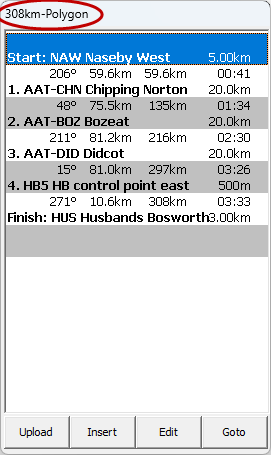 308km-Polygon
Start: NAW Naseby West 5.00km
206° 59.6km 59.6km 00:41
1. AAT-CHN Chipping Norton 20.0km
48° 75.5km 135km 01:34
2. AAT-BOZ Bozeat 20.0km
211° 81.2km 216km 02:30
3. AAT-DID Didcot 20.0km
15° 81.0km 297km 03:26
4. HB5 HB control point east 500m
271° 10.6km 308km 03:33
Finish: HUS Husbands Bosworth 3.00km
Upload Insert Edit Goto